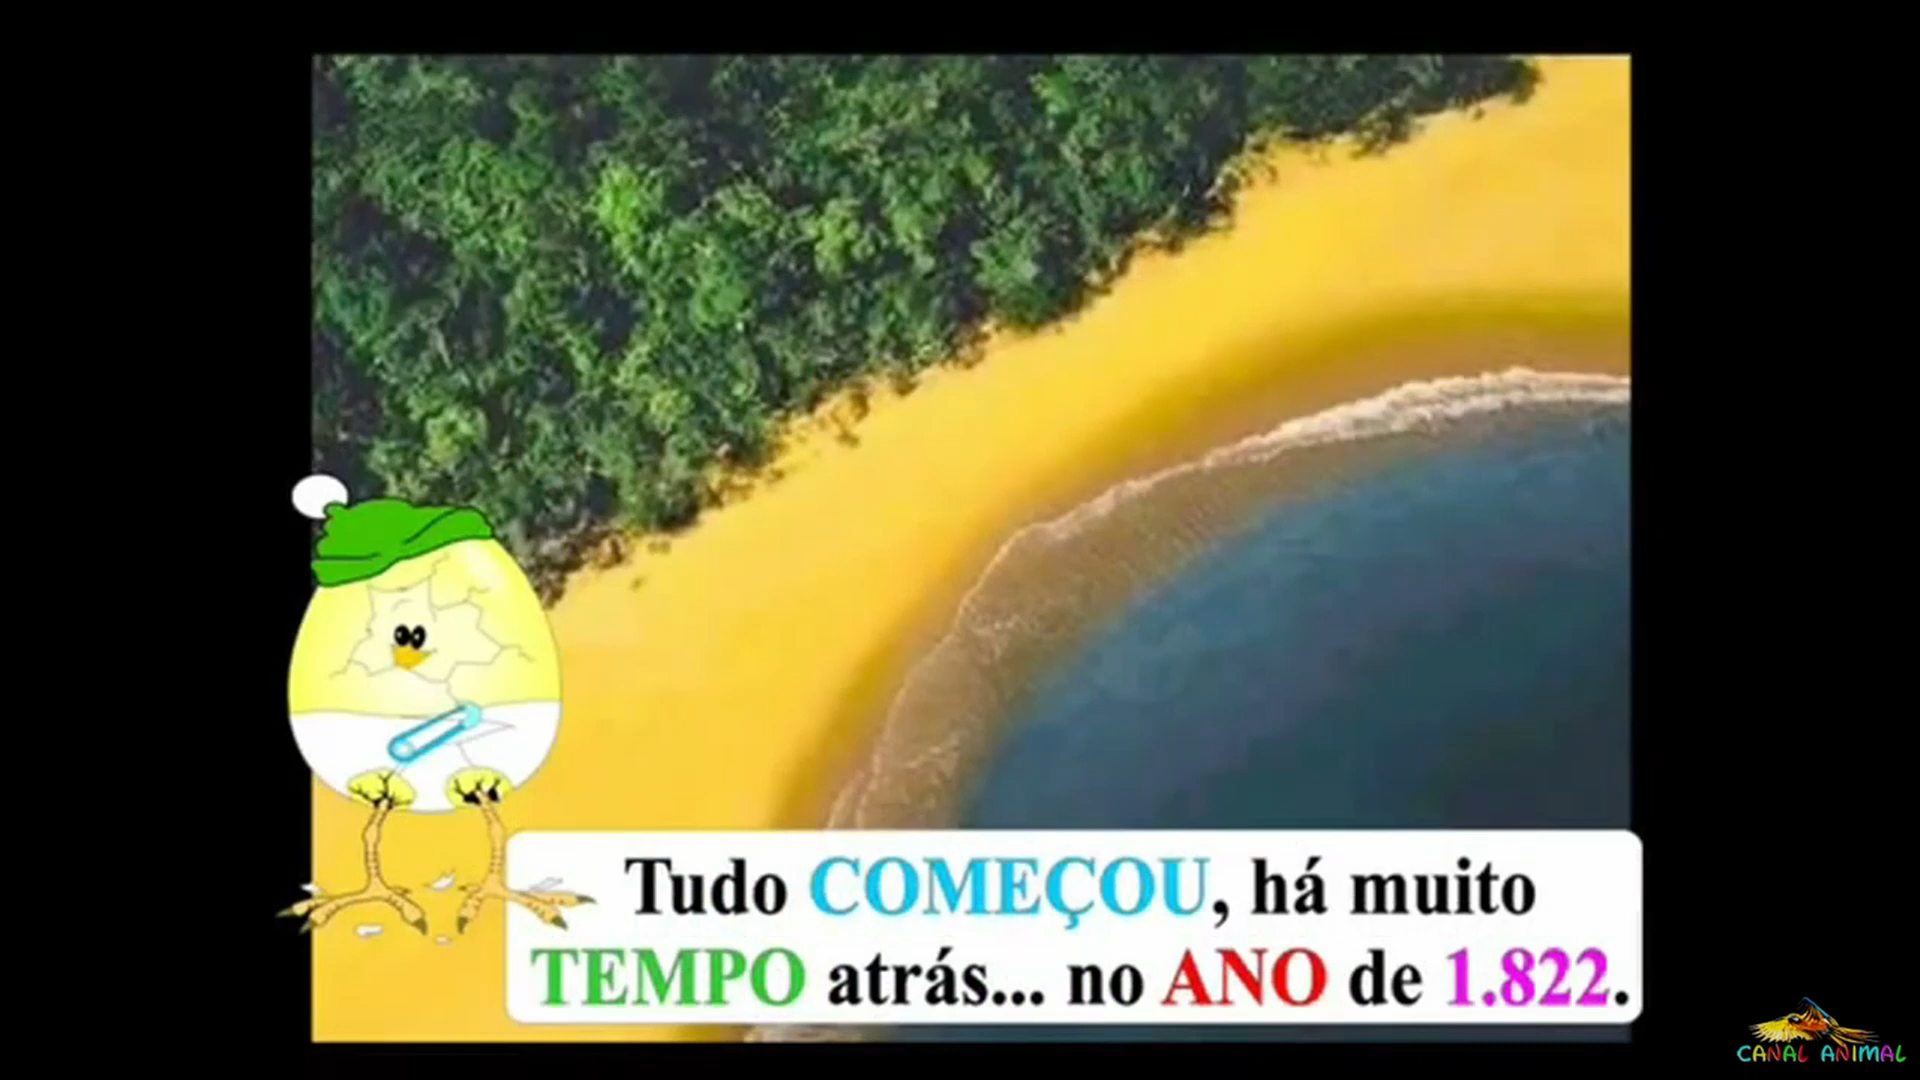 Tudo COMEÇOU, há muito
TEMPO atrás... no ANO de 1.822.
CANAL ANIMAL